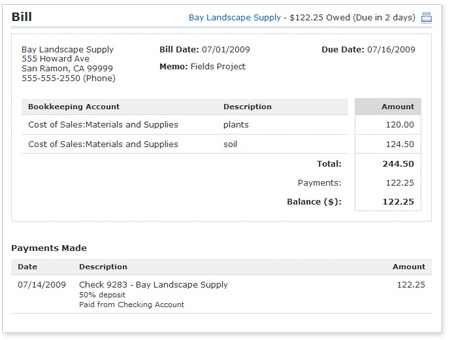 Bill
Bay Landscape Supply - $122.25 Owed (Due in 2 days)
Bay Landscape Supply
555 Howard Ave
San Ramon, CA 99999
555-555-2550 (Phone)
Bill Date: 07/01/2009
Memo: Fields Project
Due Date: 07/16/2009
Bookkeeping Account Description Amount
Cost of Sales:Materials and Supplies plants 120.00
Cost of Sales:Materials and Supplies soil 124.50
Total: 244.50
Payments: 122.25
Balance ($): 122.25
Payments Made
Date Description Amount
07/14/2009 Check 9283 - Bay Landscape Supply 122.25
50% deposit
Paid from Checking Account